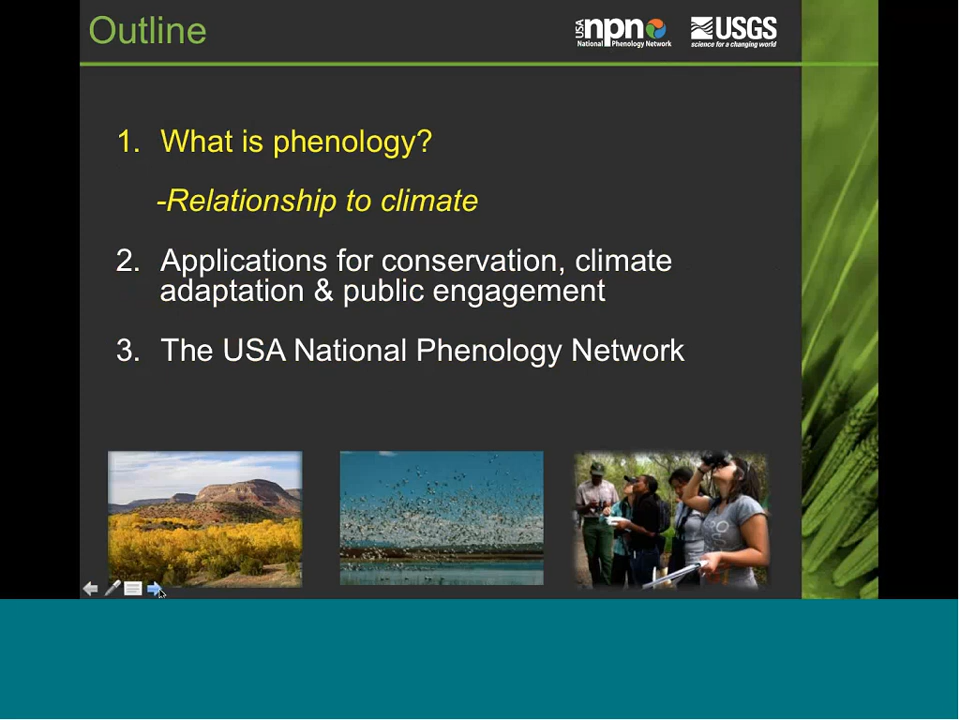 Outline
USA npn
National Phenology Network
USGS
science for a changing world
1. What is phenology?
-Relationship to climate
2. Applications for conservation, climate
adaptation & public engagement
3. The USA National Phenology Network